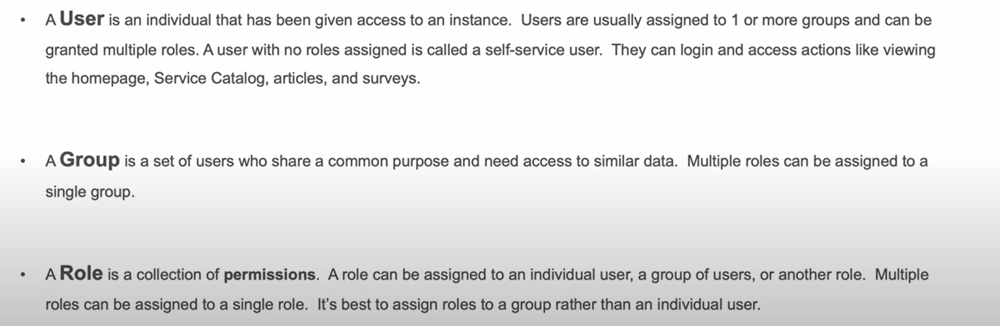 • A User is an individual that has been given access to an instance. Users are usually assigned to 1 or more groups and can be
granted multiple roles. A user with no roles assigned is called a self-service user. They can login and access actions like viewing
the homepage, Service Catalog, articles, and surveys.
• A Group is a set of users who share a common purpose and need access to similar data. Multiple roles can be assigned to a
single group.
• A Role is a collection of permissions. A role can be assigned to an individual user, a group of users, or another role. Multiple
roles can be assigned to a single role. It’s best to assign roles to a group rather than an individual user.